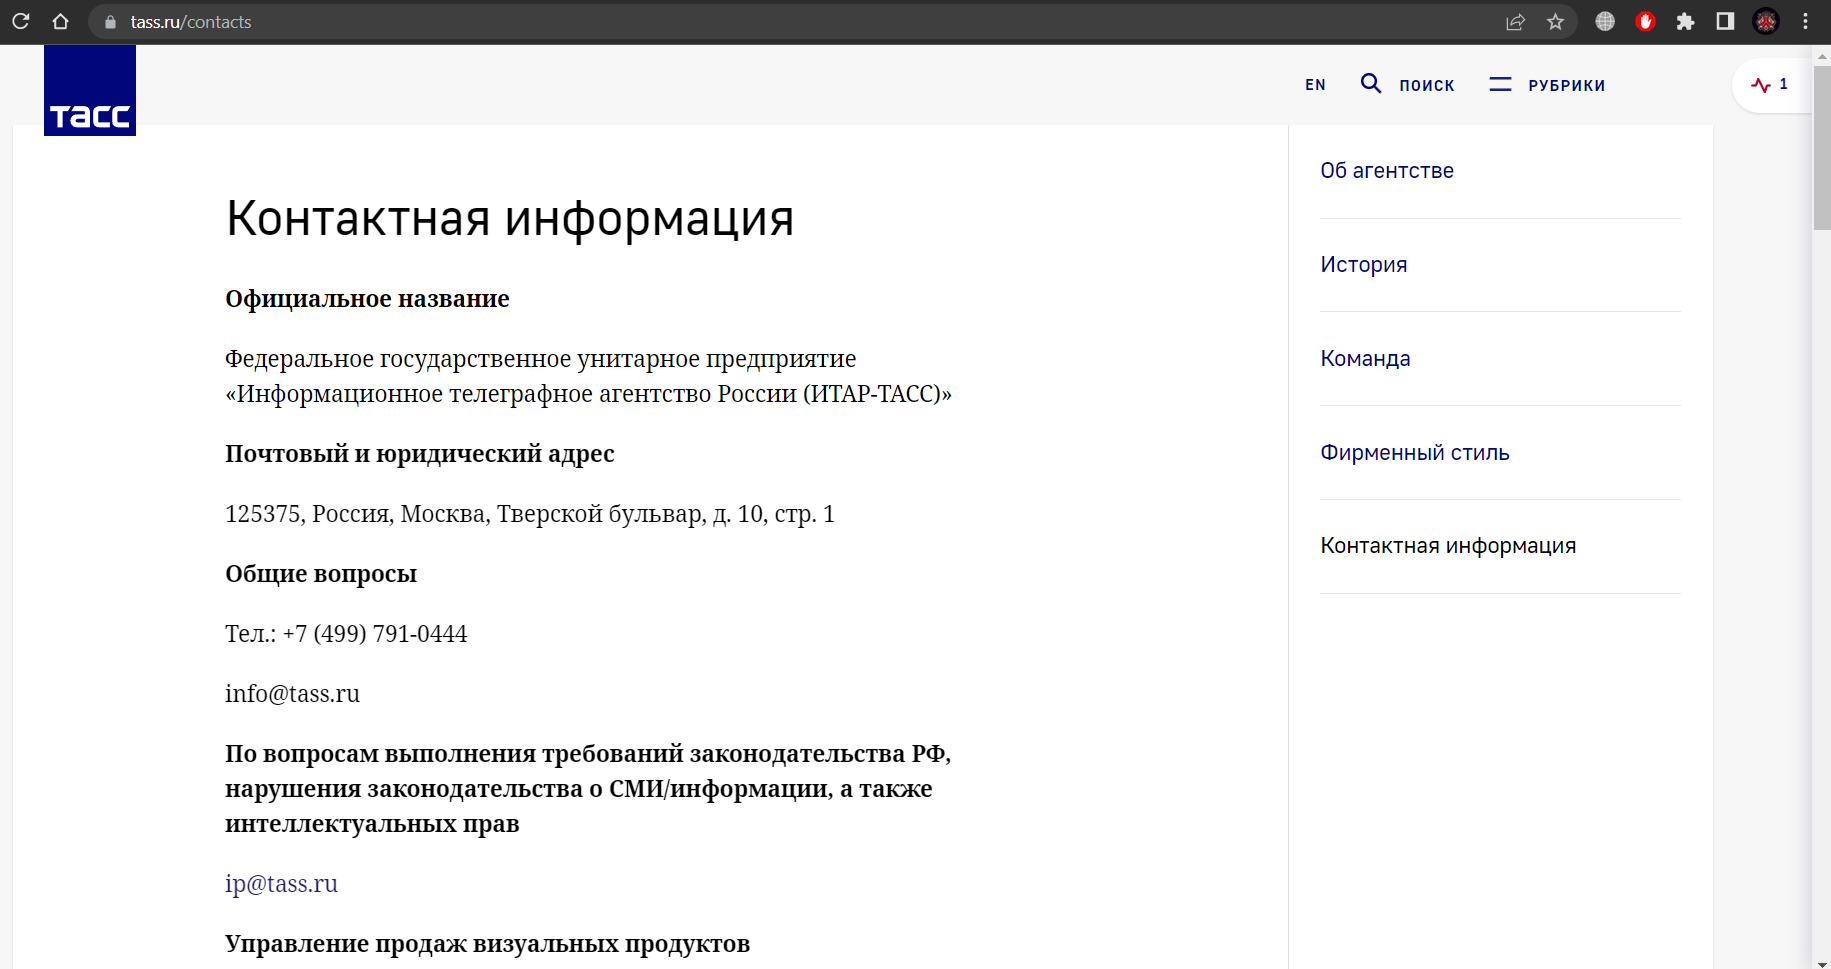 tass.ru/contacts
ТАСС
EN
ПОИСК
РУБРИКИ
1
Контактная информация
Официальное название
Федеральное государственное унитарное предприятие
«Информационное телеграфное агентство России (ИТАР-ТАСС)»
Почтовый и юридический адрес
125375, Россия, Москва, Тверской бульвар, д. 10, стр. 1
Общие вопросы
Тел.: +7 (499) 791-0444
info@tass.ru
По вопросам выполнения требований законодательства РФ,
нарушения законодательства о СМИ/информации, а также
интеллектуальных прав
ip@tass.ru
Управление продаж визуальных продуктов
Об агентстве
История
Команда
Фирменный стиль
Контактная информация